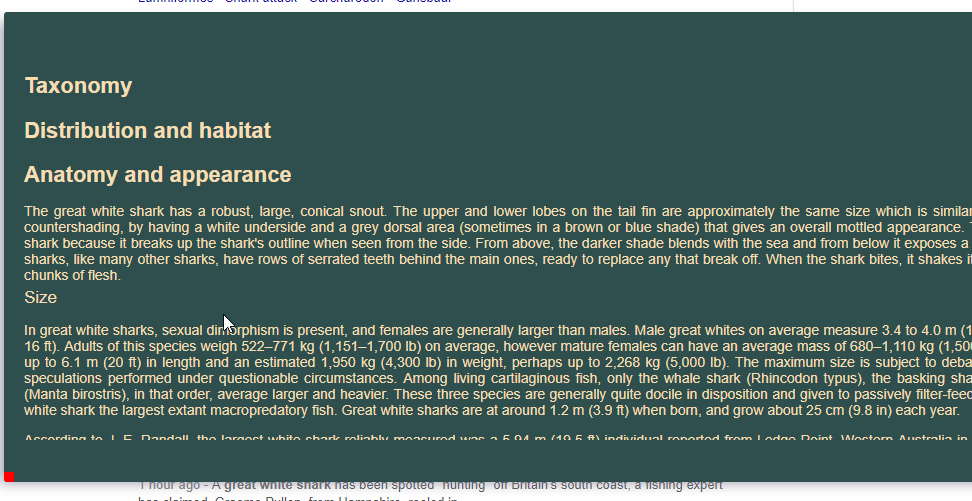 Lamniformes Shark attack Carcharodon
Taxonomy
Distribution and habitat
Anatomy and appearance
The great white shark has a robust, large, conical snout. The upper and lower lobes on the tail fin are approximately the same size which is similar
countershading, by having a white underside and a grey dorsal area (sometimes in a brown or blue shade) that gives an overall mottled appearance.
shark because it breaks up the shark's outline when seen from the side. From above, the darker shade blends with the sea and from below it exposes a
sharks, like many other sharks, have rows of serrated teeth behind the main ones, ready to replace any that break off. When the shark bites, it shakes
chunks of flesh.
Size
In great white sharks, sexual dimorphism is present, and females are generally larger than males. Male great whites on average measure 3.4 to 4.0 m
16 ft). Adults of this species weigh 522–771 kg (1,151–1,700 lb) on average, however mature females can have an average mass of 680–1,110 kg
up to 6.1 m (20 ft) in length and an estimated 1,950 kg (4,300 lb) in weight, perhaps up to 2,268 kg (5,000 lb). The maximum size is subject to
speculations performed under questionable circumstances. Among living cartilaginous fish, only the whale shark (Rhincodon typus), the basking
(Manta birostris), in that order, average larger and heavier. These three species are generally quite docile in disposition and given to passively
white shark the largest extant macropredatory fish. Great white sharks are at around 1.2 m (3.9 ft) when born, and grow about 25 cm (9.8 in) each year.
According to J. E. Randall, the largest white shark reliably measured was a 5.94 m (19.5 ft) individual reported from Ledge Point, Western Australia in
1 hour ago - A great white shark has been spotted "hunting" off Britain's south coast, a fishing expert
has claimed. Graeme Pullen, from Hampshire, reeled in